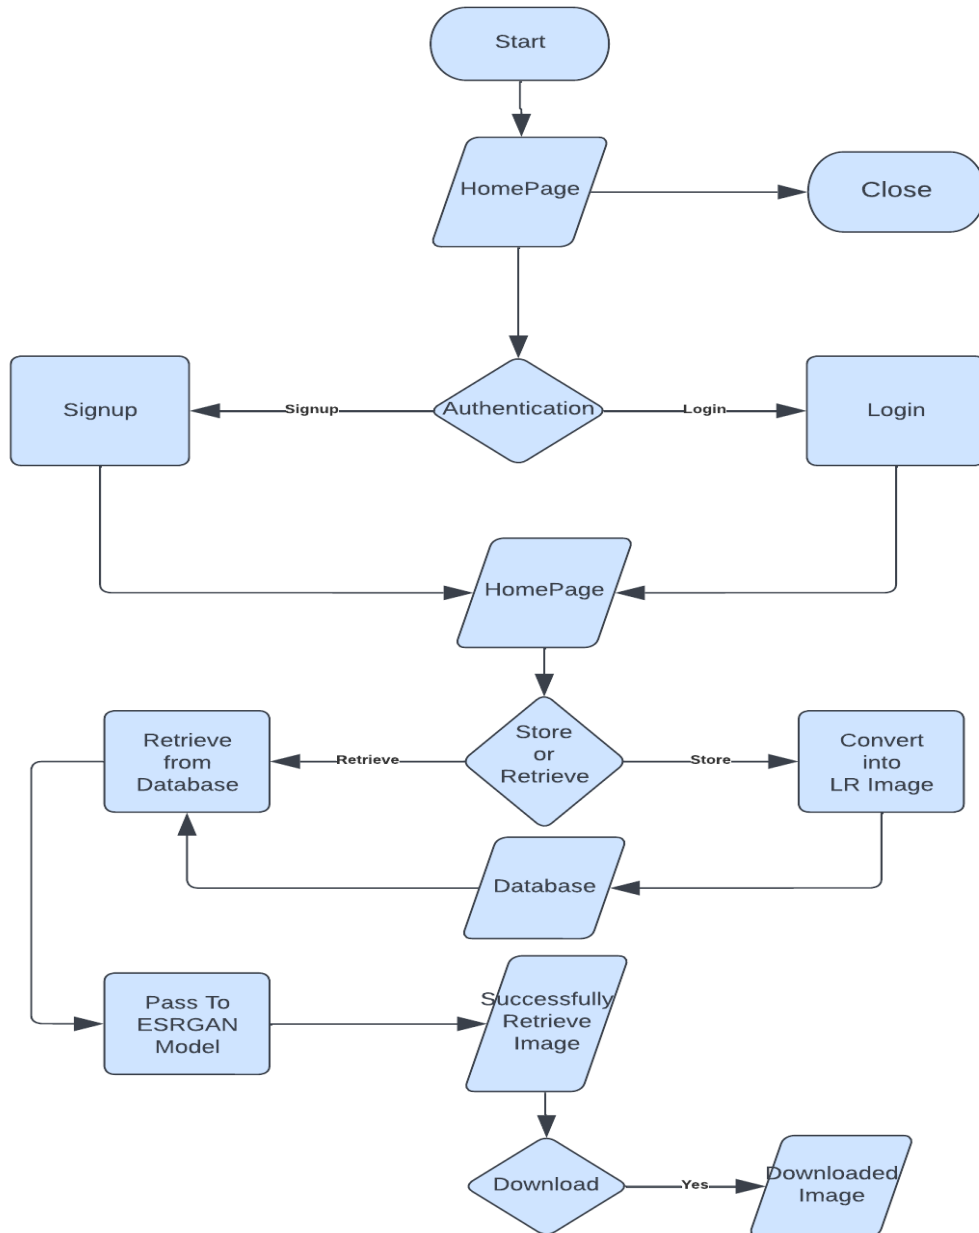 Start
HomePage
Close
Signup
Signup
Authentication
Login
Login
HomePage
Retrieve
from
Database
Retrieve
Store
or
Retrieve
Store
Convert
into
LR Image
Database
Pass To
ESRGAN
Model
Successfully
Retrieve
Image
Download
Yes
Downloaded
Image